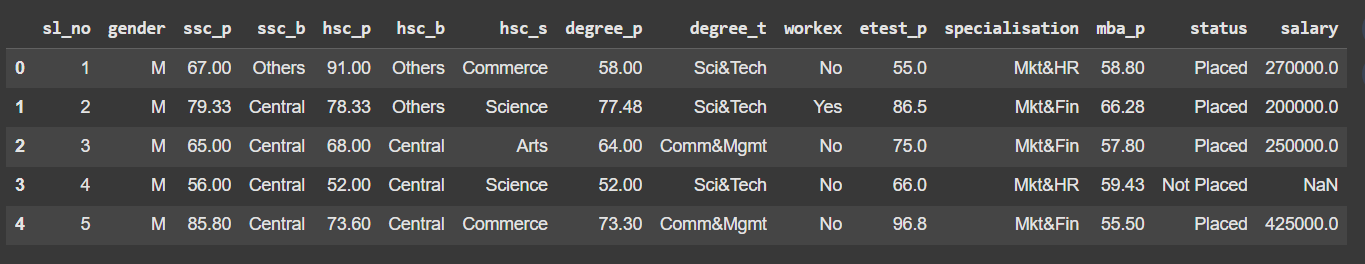 sl_no gender ssc_p ssc_b hsc_p hsc_b hsc_s degree_p degree_t workex etest_p specialisation mba_p status salary
0 1 M 67.00 Others 91.00 Others Commerce 58.00 Sci&Tech No 55.0 Mkt&HR 58.80 Placed 270000.0
1 2 M 79.33 Central 78.33 Others Science 77.48 Sci&Tech Yes 86.5 Mkt&Fin 66.28 Placed 200000.0
2 3 M 65.00 Central 68.00 Central Arts 64.00 Comm&Mgmt No 75.0 Mkt&Fin 57.80 Placed 250000.0
3 4 M 56.00 Central 52.00 Central Science 52.00 Sci&Tech No 66.0 Mkt&HR 59.43 Not Placed NaN
4 5 M 85.80 Central 73.60 Central Commerce 73.30 Comm&Mgmt No 96.8 Mkt&Fin 55.50 Placed 425000.0